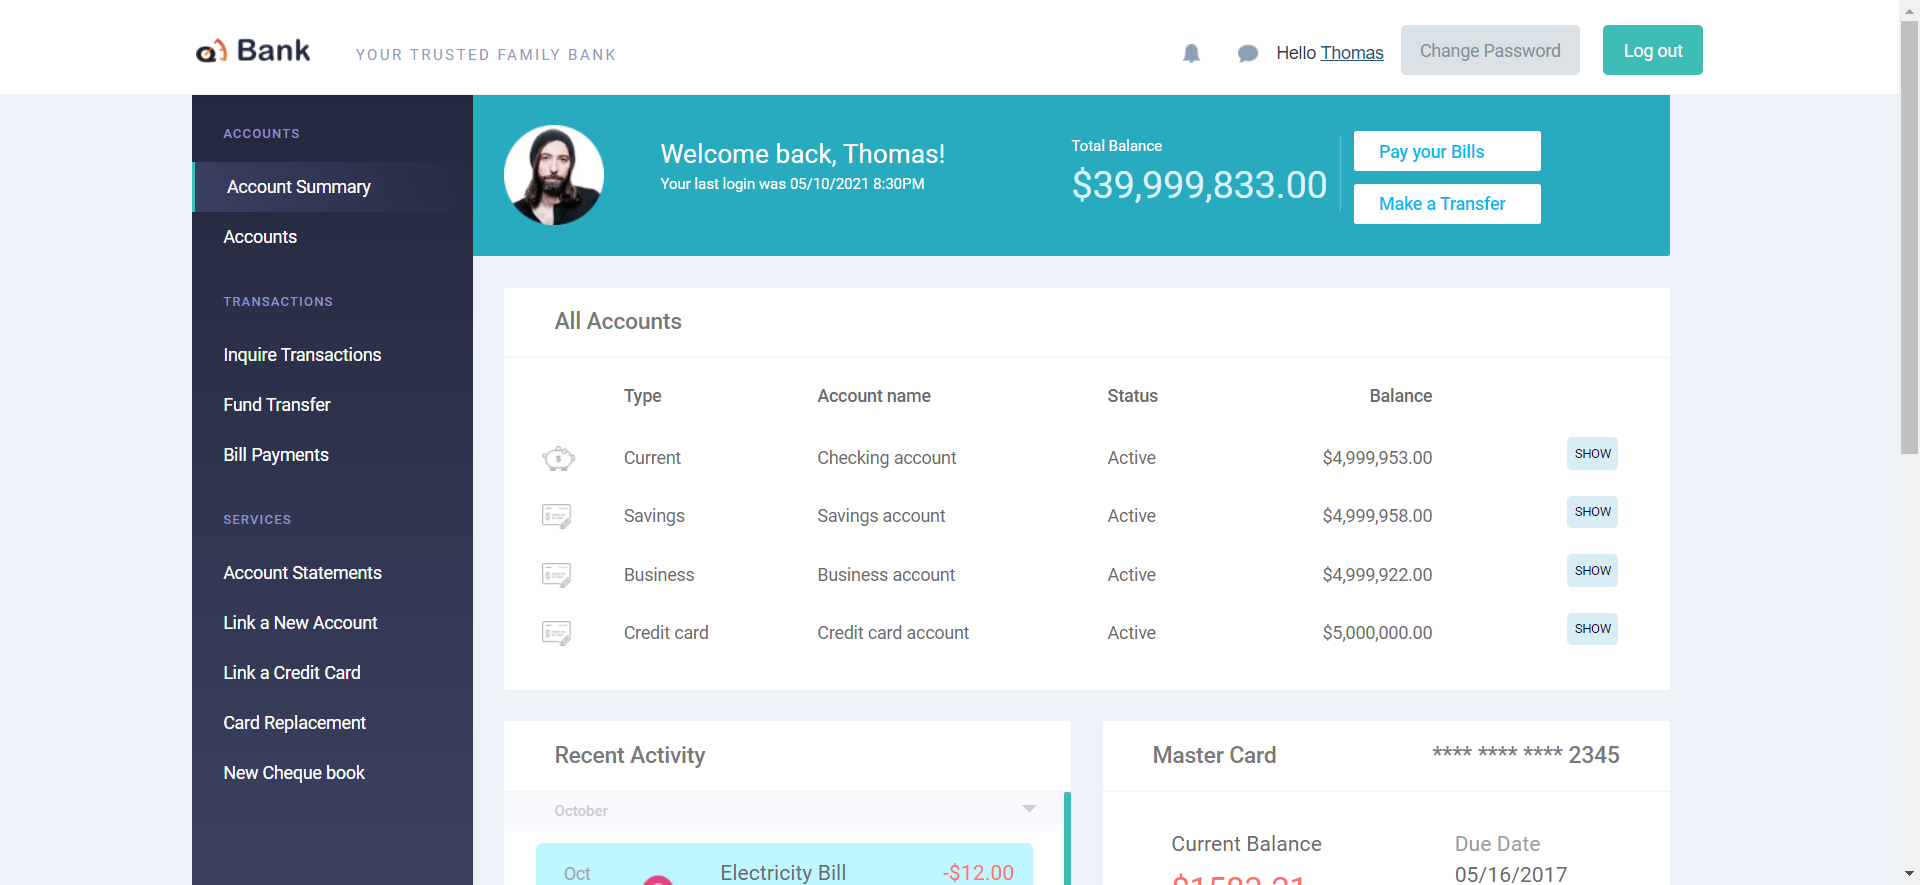 Bank
YOUR TRUSTED FAMILY BANK
Hello Thomas
Change Password
Log out
ACCOUNTS
Account Summary
Accounts
TRANSACTIONS
Inquire Transactions
Fund Transfer
Bill Payments
SERVICES
Account Statements
Link a New Account
Link a Credit Card
Card Replacement
New Cheque book
Welcome back, Thomas!
Your last login was 05/10/2021 8:30PM
Total Balance
$39,999,833.00
Pay your Bills
Make a Transfer
All Accounts
Type Account name Status Balance
Current Checking account Active $4,999,953.00 SHOW
Savings Savings account Active $4,999,958.00 SHOW
Business Business account Active $4,999,922.00 SHOW
Credit card Credit card account Active $5,000,000.00 SHOW
Recent Activity
October
Oct Electricity Bill -$12.00
Master Card **** **** **** 2345
Current Balance
Due Date
05/16/2017